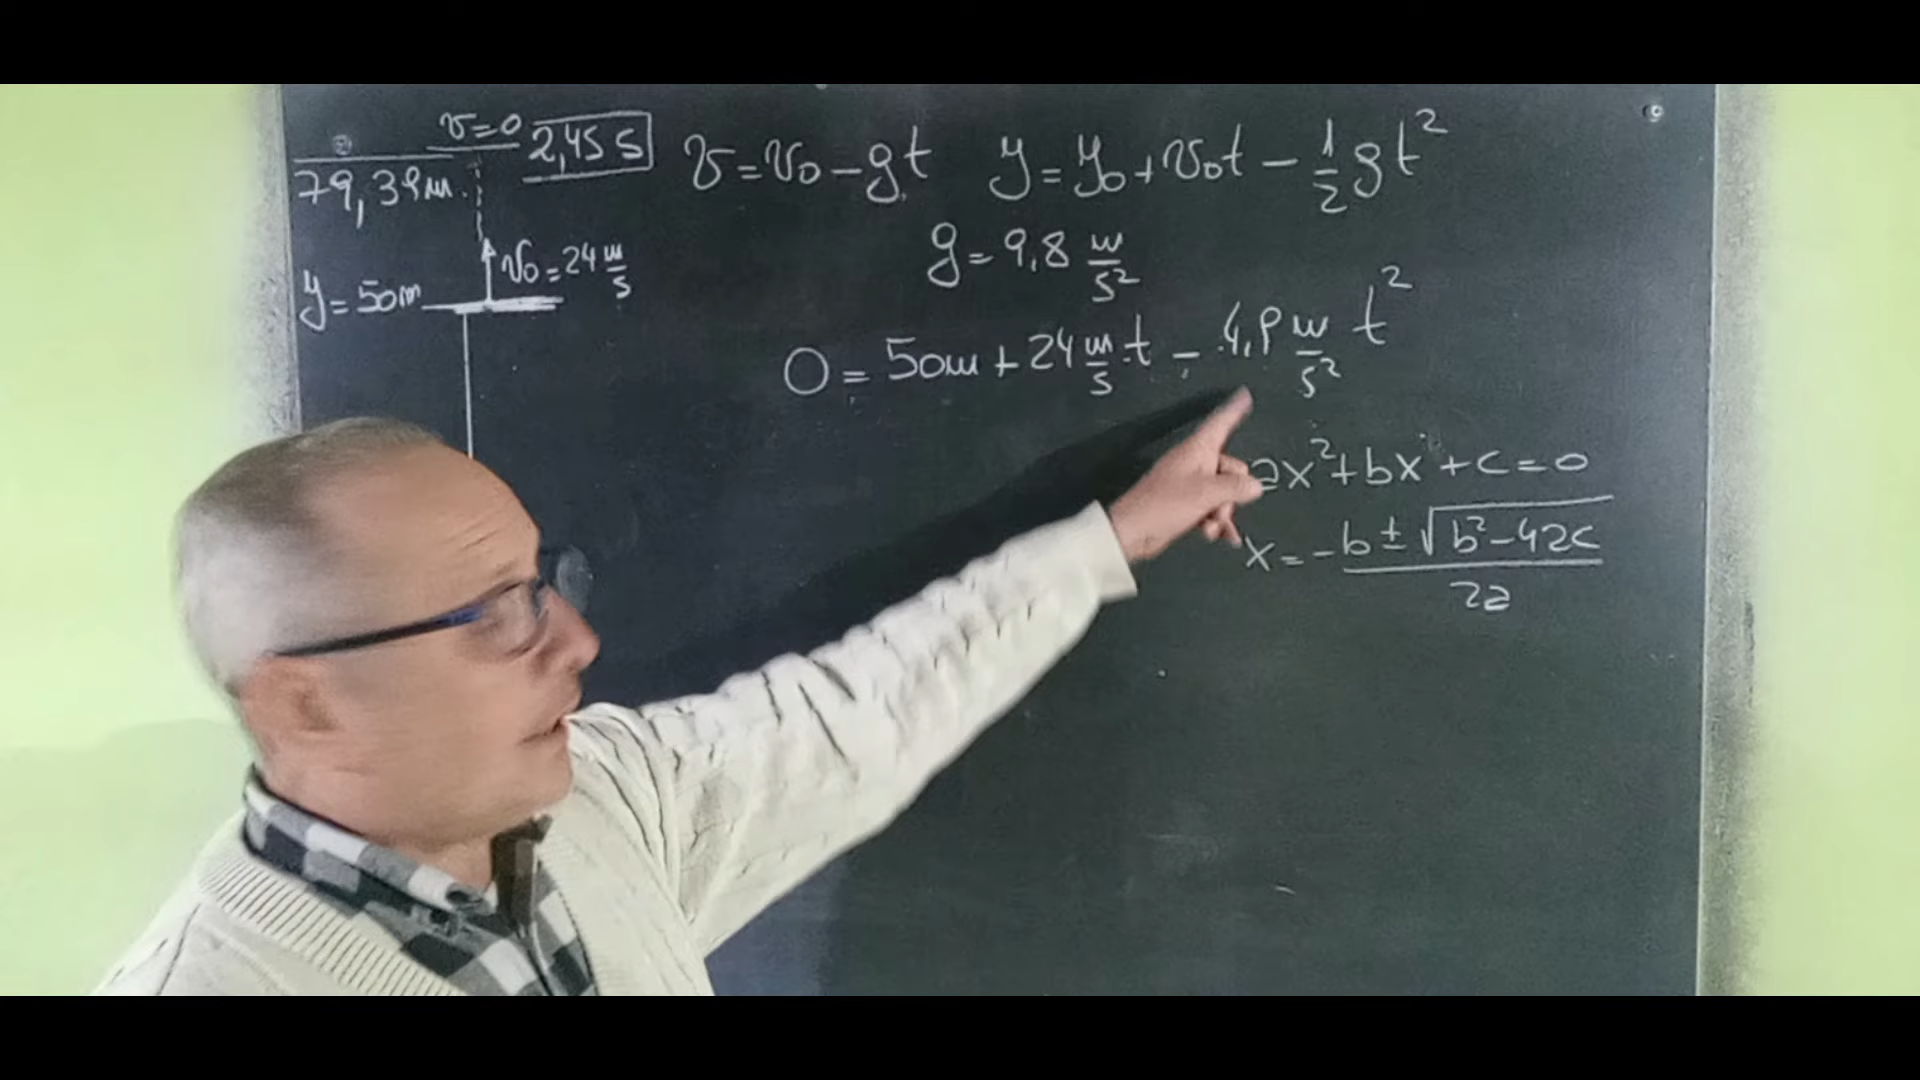 v=0 2,45 s
79,39m.
v=v₀-gt y=y₀+v₀t-1/2gt²
g=9,8 m/s²
v₀=24 m/s
y=50m
0=50m+24 m/s·t-4,9 m/s² t²
ax²+bx+c=0
x=-b±√b²-4ac/2a